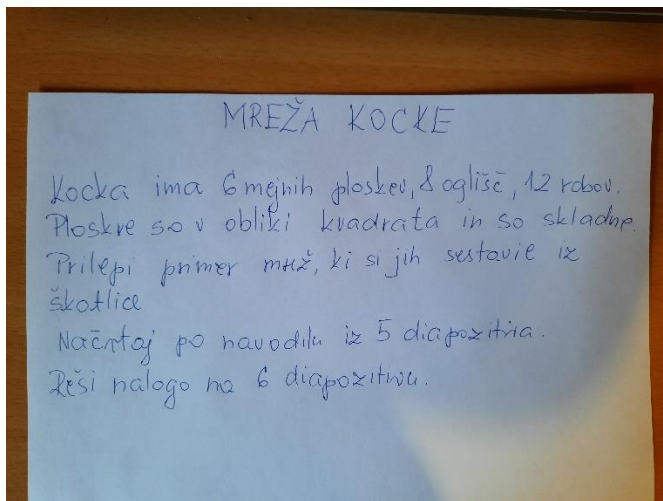 MREŽA KOCKE
Kocka ima 6 mejnih ploskev, 8 oglišč, 12 robov.
Ploskve so v obliki kvadrata in so skladne.
Prilepi primer mrež, ki si jih sestavil iz
škatlice
Načrtaj po navodilu iz 5 diapozitiva.
Reši nalogo na 6 diapozitivu.